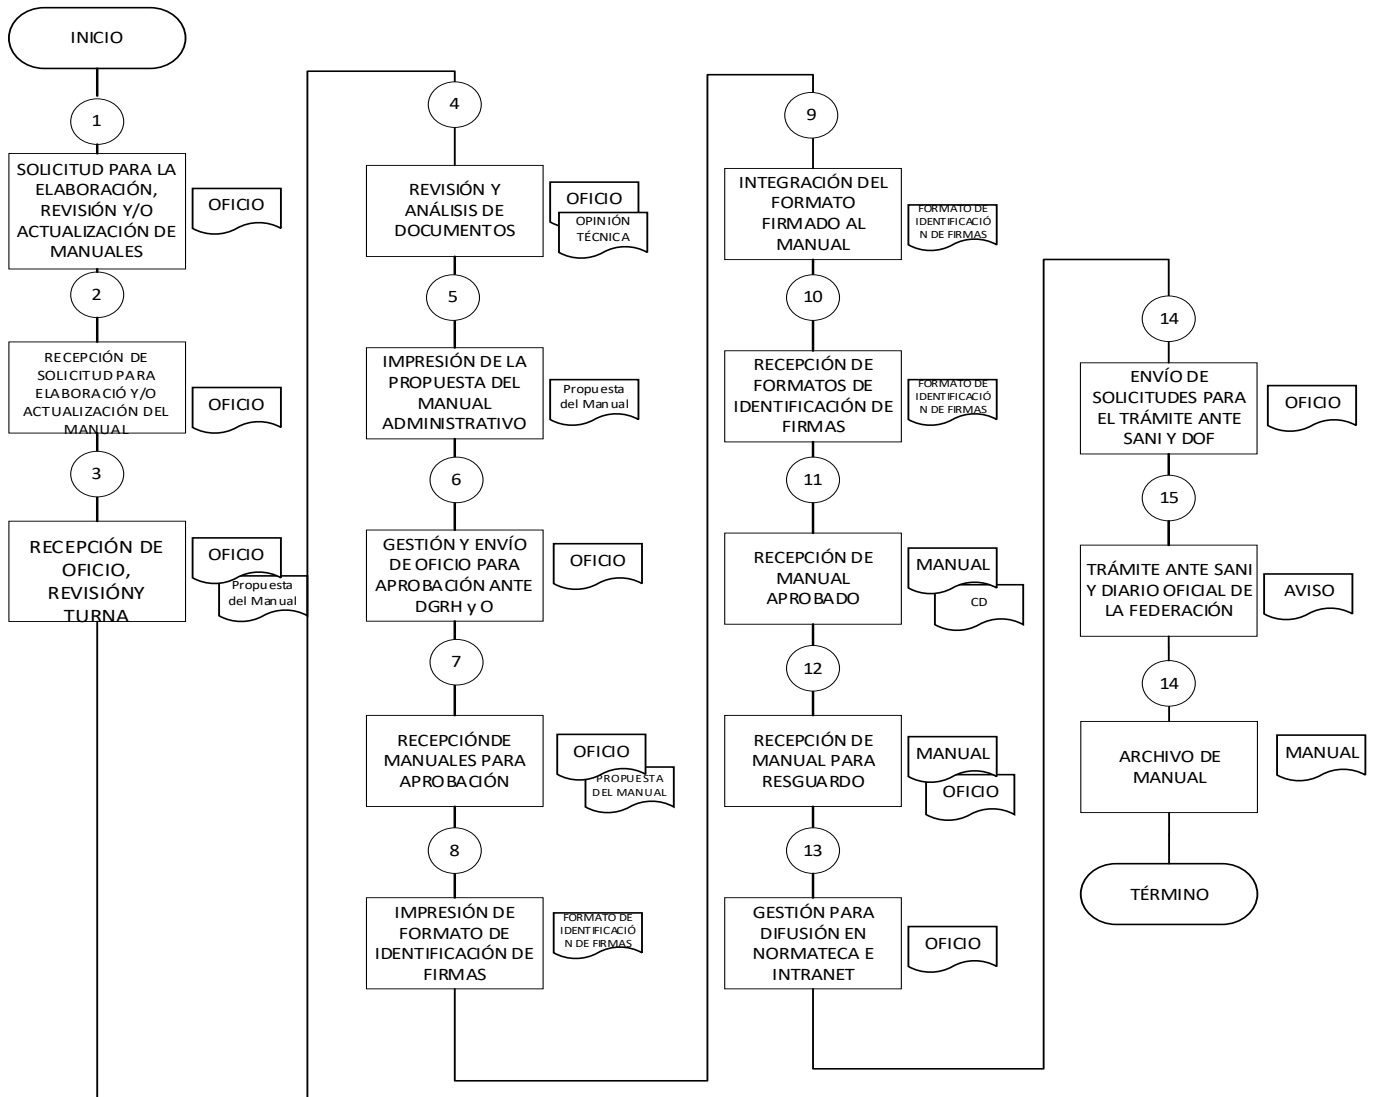 INICIO
1
SOLICITUD PARA LA
ELABORACIÓN,
REVISIÓN Y/O
ACTUALIZACIÓN DE
MANUALES
OFICIO
2
RECEPCIÓN DE
SOLICITUD PARA
ELABORACIÓ Y/O
ACTUALIZACIÓN DEL
MANUAL
OFICIO
3
RECEPCIÓN DE
OFICIO,
REVISIÓNY
TURNA
OFICIO
Propuesta
del Manual
4
REVISIÓN Y
ANÁLISIS DE
DOCUMENTOS
OFICIO
OPINIÓN
TÉCNICA
5
IMPRESIÓN DE LA
PROPUESTA DEL
MANUAL
ADMINISTRATIVO
Propuesta
del Manual
6
GESTIÓN Y ENVÍO
DE OFICIO PARA
APROBACIÓN ANTE
DGRH y O
OFICIO
7
RECEPCIÓNDE
MANUALES PARA
APROBACIÓN
OFICIO
PROPUESTA
DEL MANUAL
8
IMPRESIÓN DE
FORMATO DE
IDENTIFICACIÓN DE
FIRMAS
FORMATO DE
IDENTIFICACIÓ
N DE FIRMAS
9
INTEGRACIÓN DEL
FORMATO
FIRMADO AL
MANUAL
FORMATO DE
IDENTIFICACIÓ
N DE FIRMAS
10
RECEPCIÓN DE
FORMATOS DE
IDENTIFICACIÓN DE
FIRMAS
FORMATO DE
IDENTIFICACIÓ
N DE FIRMAS
11
RECEPCIÓN DE
MANUAL
APROBADO
MANUAL
CD
12
RECEPCIÓN DE
MANUAL PARA
RESGUARDO
MANUAL
OFICIO
13
GESTIÓN PARA
DIFUSIÓN EN
NORMATECA E
INTRANET
OFICIO
14
ENVÍO DE
SOLICITUDES PARA
EL TRÁMITE ANTE
SANI Y DOF
OFICIO
15
TRÁMITE ANTE SANI
Y DIARIO OFICIAL DE
LA FEDERACIÓN
AVISO
14
ARCHIVO DE
MANUAL
MANUAL
TÉRMINO